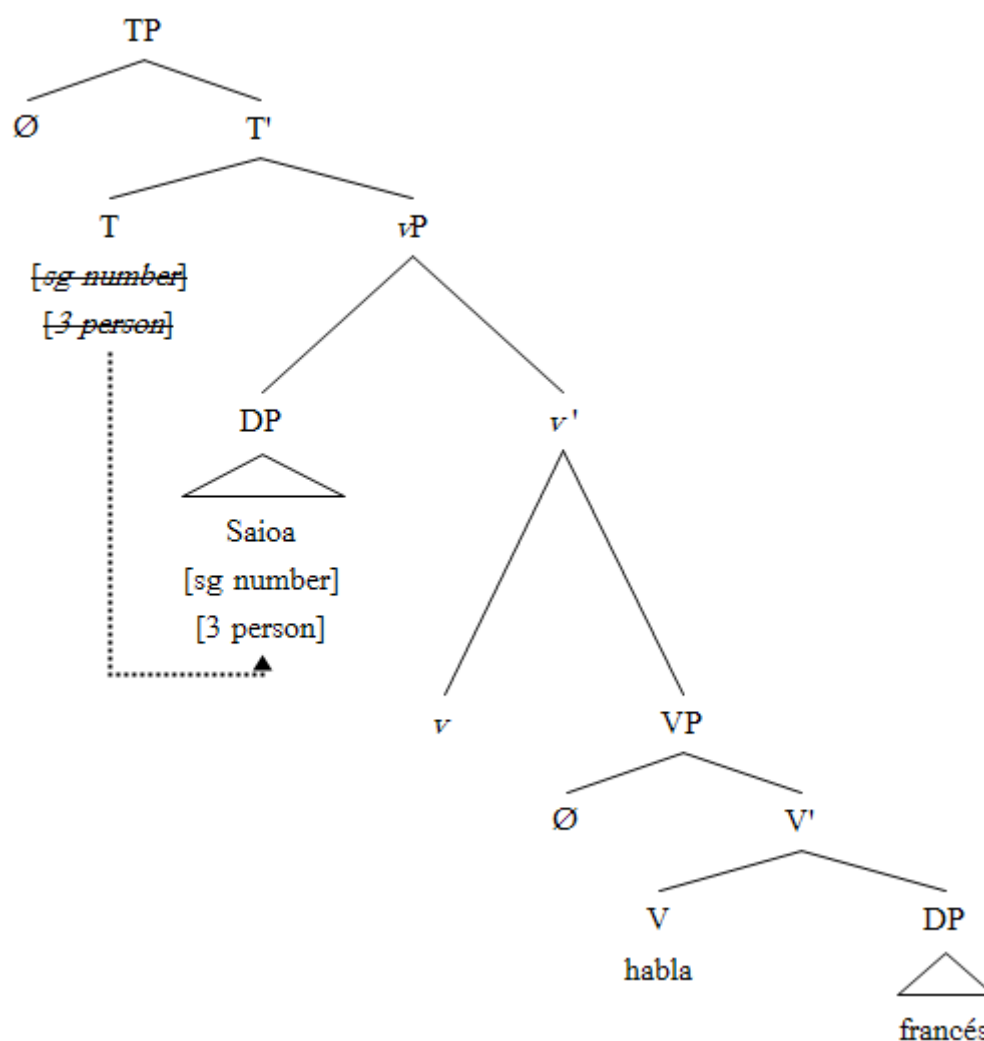 TP
Ø T'
T vP
[sg number]
[3 person]
DP v'
Saioa
[sg number]
[3 person]
v VP
Ø V'
V DP
habla
francés